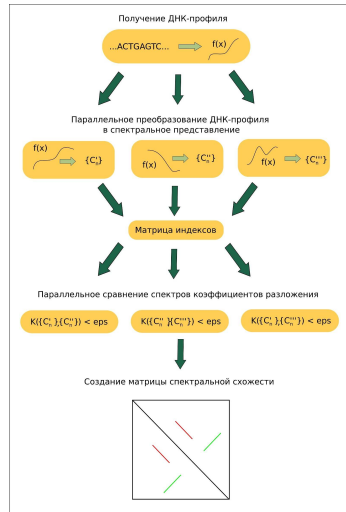 Получение ДНК-профиля
...ACTGAGTC... f(x)
Параллельное преобразование ДНК-профиля
в спектральное представление
f(x) {C'ₙ}
f(x) {C''ₙ}
f(x) {C'''ₙ}
Матрица индексов
Параллельное сравнение спектров коэффициентов разложения
K({C'ₙ},{C''ₙ}) < eps
K({C''ₙ},{C'''ₙ}) < eps
K({C'ₙ},{C'''ₙ}) < eps
Создание матрицы спектральной схожести